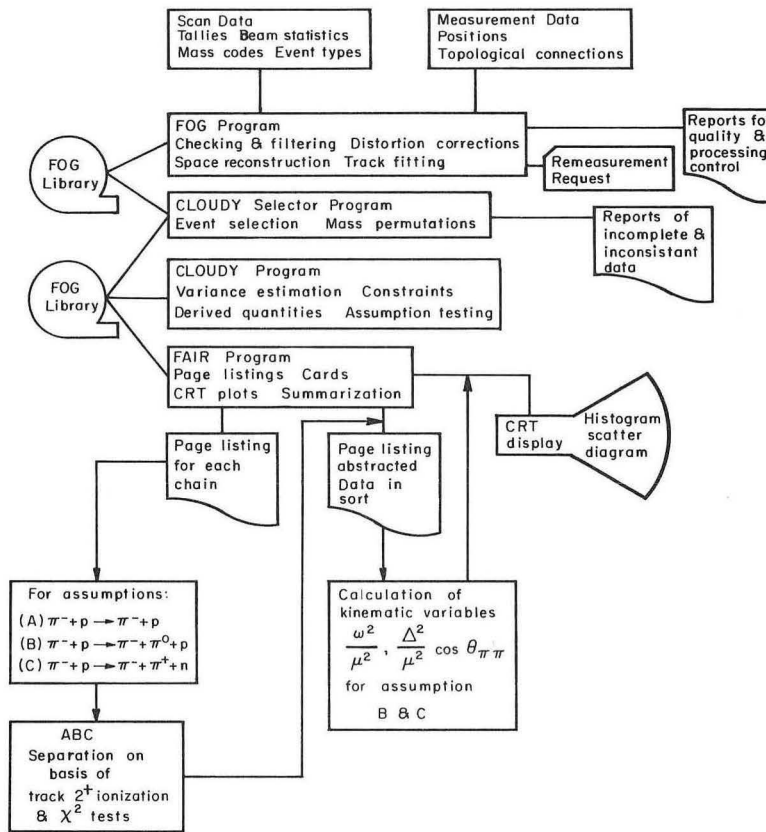 Scan Data
Tallies Beam statistics
Mass codes Event types
Measurement Data
Positions
Topological connections
FOG Program
Checking & filtering Distortion corrections
Space reconstruction Track fitting
Reports for
quality &
processing
control
Remeasurement
Request
FOG
Library
CLOUDY Selector Program
Event selection Mass permutations
Reports of
incomplete &
inconsistant
data
FOG
Library
CLOUDY Program
Variance estimation Constraints
Derived quantities Assumption testing
FAIR Program
Page listings Cards
CRT plots Summarization
CRT
display
Histogram
scatter
diagram
Page listing
for each
chain
Page listing
abstracted
Data in
sort
For assumptions:
(A) π⁻+p → π⁻+p
(B) π⁻+p → π⁻+π⁰+p
(C) π⁻+p → π⁻+π⁺+n
Calculation of
kinematic variables
ω²/μ², Δ²/μ² cos θππ
for assumption
B & C
ABC
Separation on
basis of
track 2⁺ ionization
& χ² tests